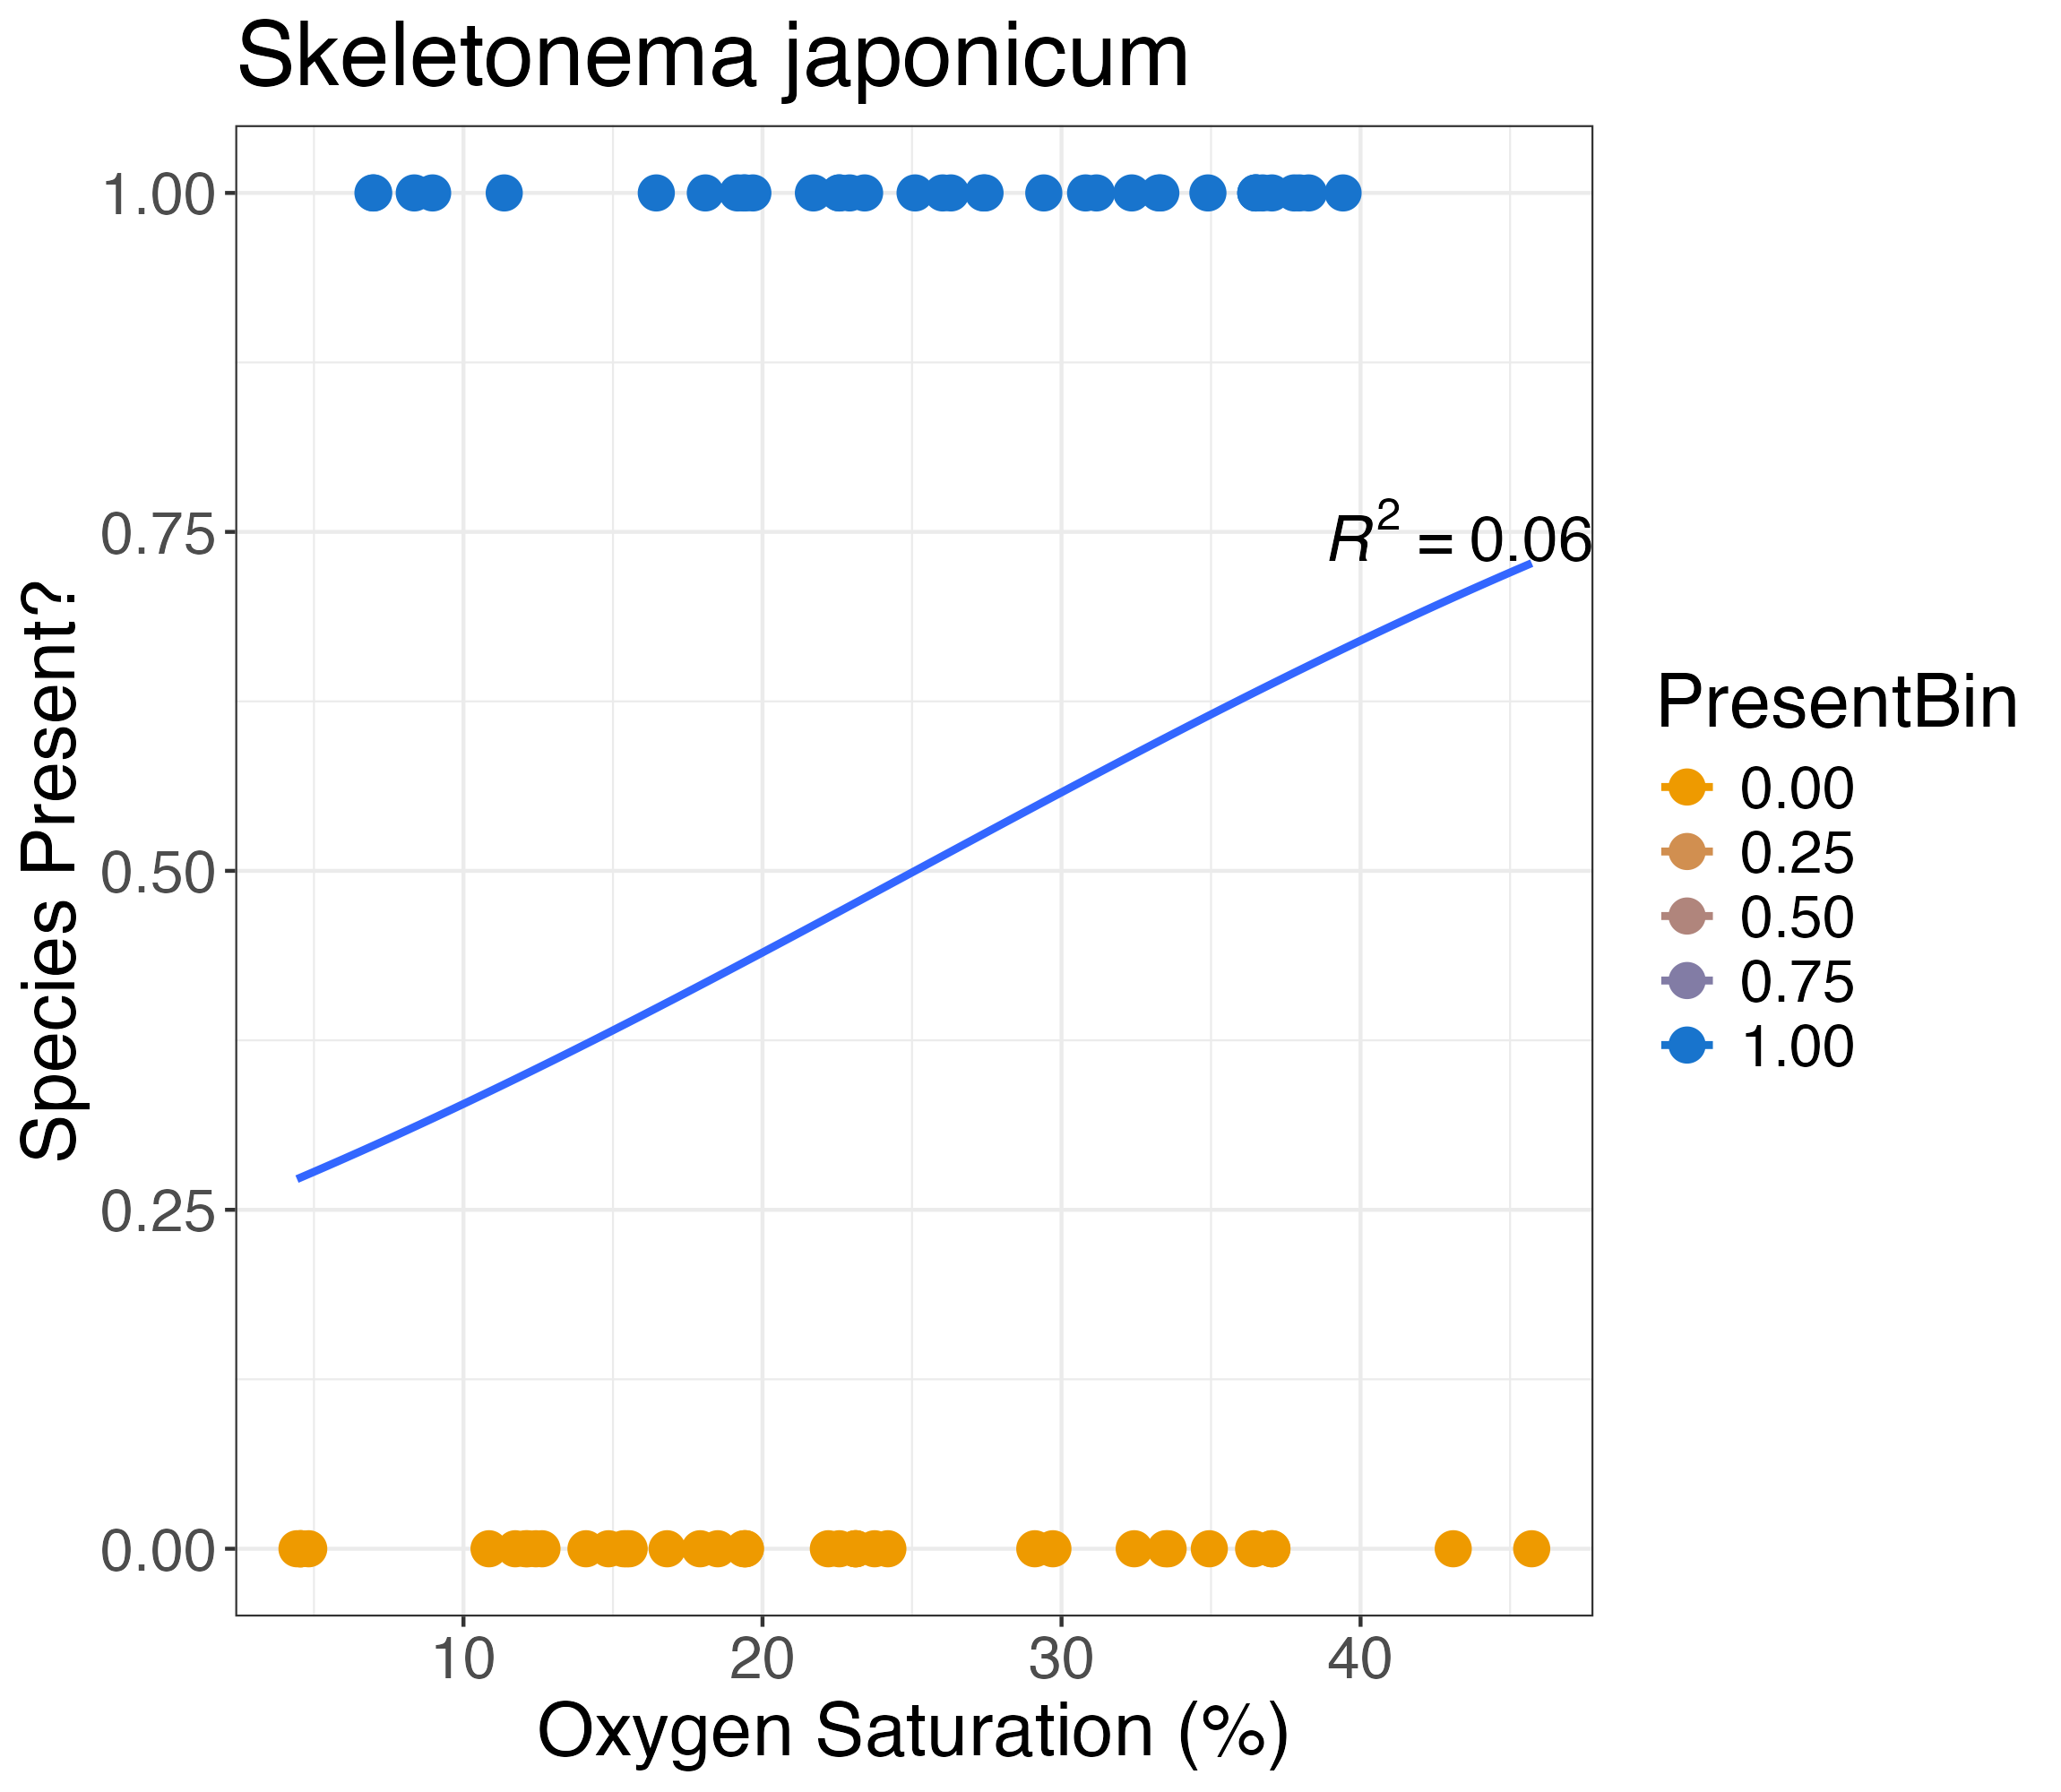 Skeletonema japonicum
1.00
0.75
0.50
0.25
0.00
Species Present?
R² = 0.06
10 20 30 40
Oxygen Saturation (%)
PresentBin
0.00
0.25
0.50
0.75
1.00